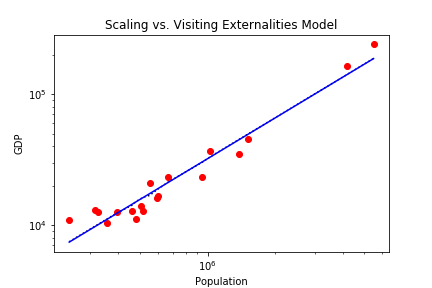 Scaling vs. Visiting Externalities Model
10⁵
GDP
10⁴
10⁶
Population